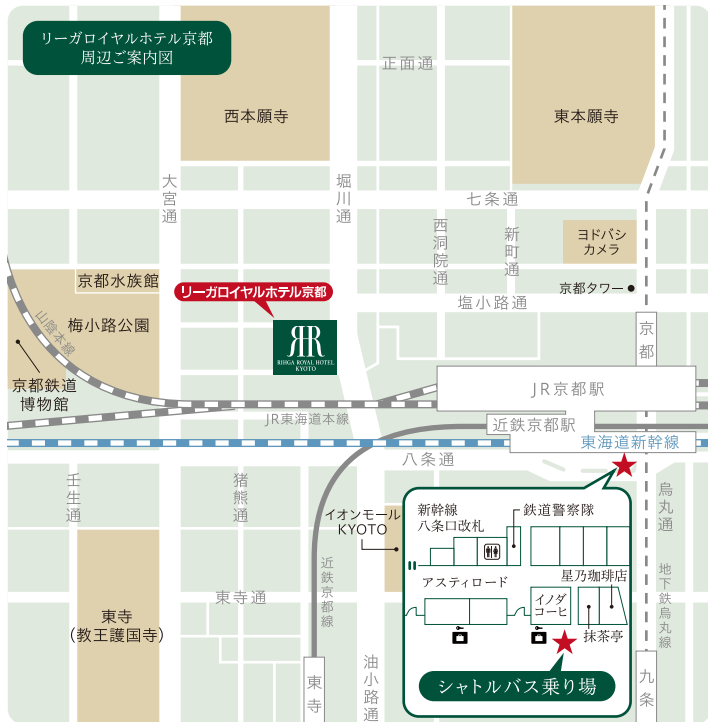 リーガロイヤルホテル京都
周辺ご案内図
正面通
西本願寺
東本願寺
大宮通
堀川通
七条通
西洞院通
新町通
ヨドバシ
カメラ
京都水族館
リーガロイヤルホテル京都
京都タワー
塩小路通
梅小路公園
山陰本線
RIHGA ROYAL HOTEL
KYOTO
京都
京都鉄道
博物館
JR京都駅
JR東海道本線
近鉄京都駅
東海道新幹線
八条通
壬生通
猪熊通
イオンモール
KYOTO
新幹線
八条口改札
鉄道警察隊
烏丸通
アスティロード
星乃珈琲店
イノダ
コーヒ
抹茶亭
近鉄京都線
地下鉄烏丸線
東寺通
東寺
(教王護国寺)
シャトルバス乗り場
東寺
油小路通
九条